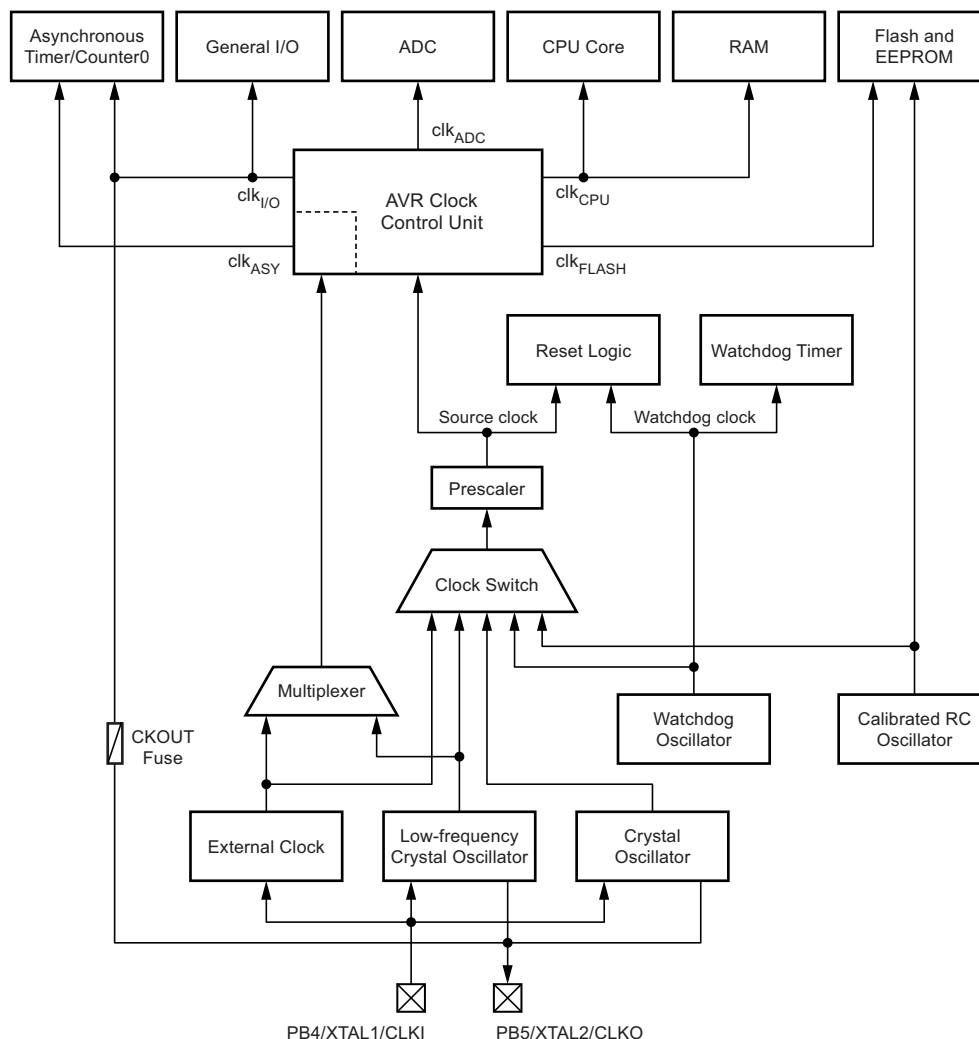 Asynchronous
Timer/Counter0
General I/O
ADC
CPU Core
RAM
Flash and
EEPROM
clkADC
clkI/O
AVR Clock
Control Unit
clkCPU
clkASY
clkFLASH
Reset Logic
Watchdog Timer
Source clock
Watchdog clock
Prescaler
Clock Switch
Multiplexer
CKOUT
Fuse
Watchdog
Oscillator
Calibrated RC
Oscillator
External Clock
Low-frequency
Crystal Oscillator
Crystal
Oscillator
PB4/XTAL1/CLKI
PB5/XTAL2/CLKO